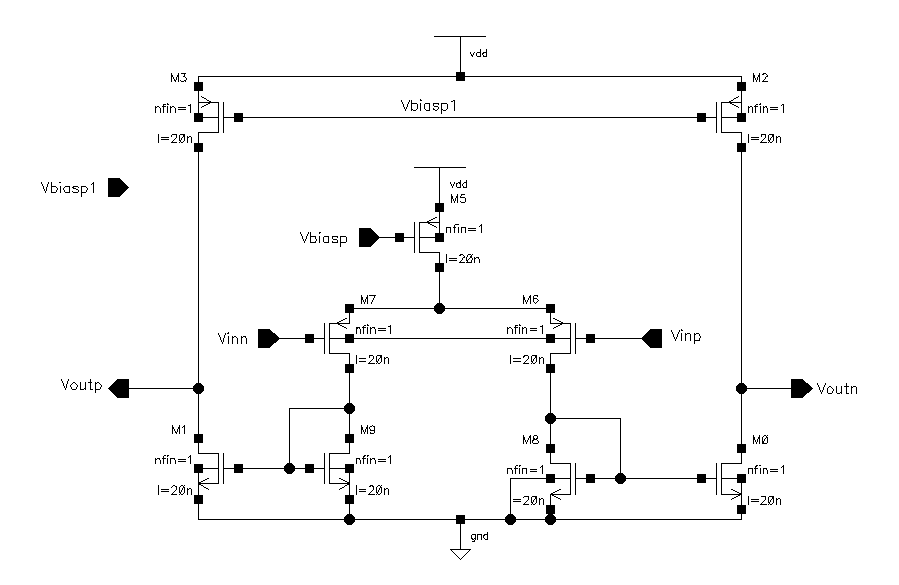 vdd
M3
M2
nfin=1
Vbiasp1
nfin=1
l=20n
l=20n
vdd
Vbiasp1
M5
nfin=1
Vbiasp
l=20n
M7
M6
nfin=1
nfin=1
Vinn
Vinp
l=20n
l=20n
Voutp
Voutn
M1
M9
M8
M0
nfin=1
nfin=1
nfin=1
nfin=1
l=20n
l=20n
=20n
l=20n
gnd